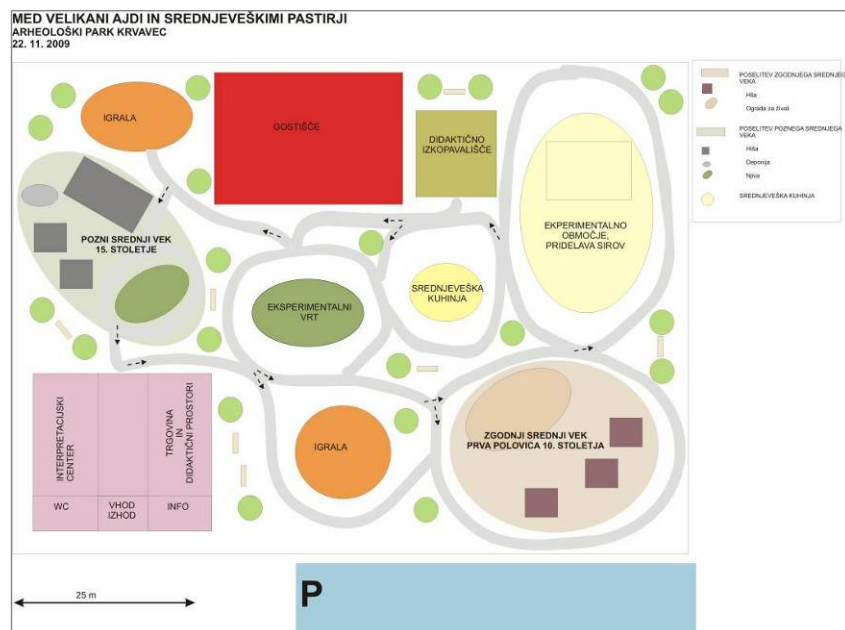 MED VELIKANI AJDI IN SREDNJEVEŠKIMI PASTIRJI
ARHEOLOŠKI PARK KRVAVEC
22. 11. 2009
IGRALA
GOSTIŠČE
DIDAKTIČNO
IZKOPAVALIŠČE
EKPERIMENTALNO
OBMOČJE,
PRIDELAVA SIROV
POZNI SREDNJI VEK
15. STOLETJE
EKSPERIMENTALNI
VRT
SREDNJEVEŠKA
KUHINJA
INTERPRETACIJSKI
CENTER
TRGOVINA
IN
DIDAKTIČNI PROSTORI
WC
VHOD
IZHOD
INFO
IGRALA
ZGODNJI SREDNJI VEK
PRVA POLOVICA 10. STOLETJA
POSELITEV ZGODNJEGA SREDNJEG
VEKA
Hiša
Ograda za živali
POSELITEV POZNEGA SREDNJEGA
VEKA
Hiša
Deponija
Njiva
SREDNJEVEŠKA KUHINJA
25 m
P